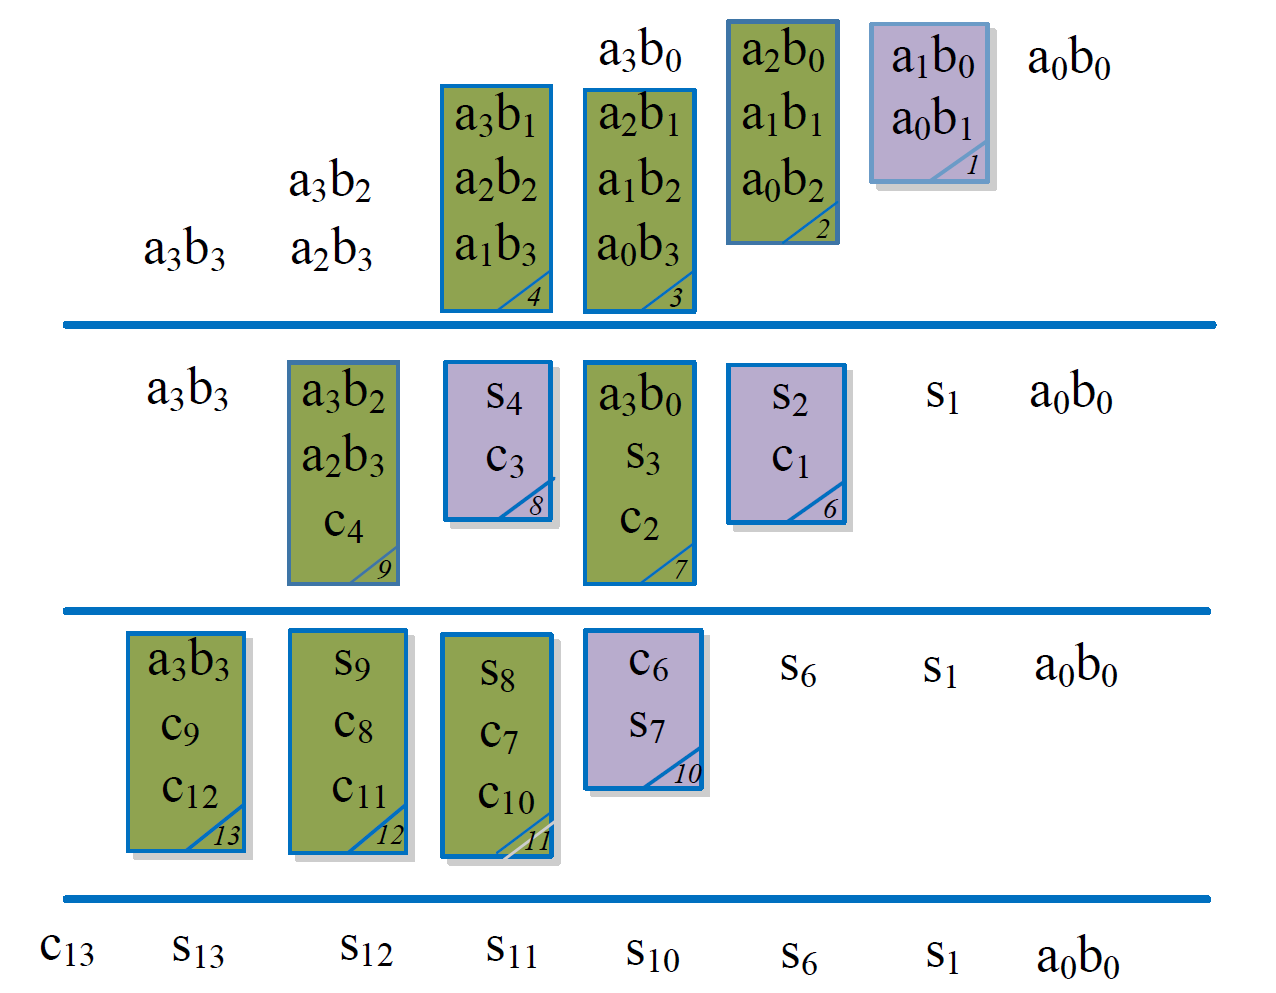 a₃b₀ a₂b₀ a₁b₀ a₀b₀
a₃b₁ a₂b₁ a₁b₁ a₀b₁
1
a₃b₂ a₂b₂ a₁b₂ a₀b₂
2
a₃b₃ a₂b₃ a₁b₃ a₀b₃
4 3
a₃b₃ a₃b₂ s₄ a₃b₀ s₂ s₁ a₀b₀
a₂b₃ c₃ s₃ c₁
8 6
c₄ c₂
9 7
a₃b₃ s₉ s₈ c₆ s₆ s₁ a₀b₀
c₉ c₈ c₇ s₇
10
c₁₂ c₁₁ c₁₀
13 12 11
c₁₃ s₁₃ s₁₂ s₁₁ s₁₀ s₆ s₁ a₀b₀